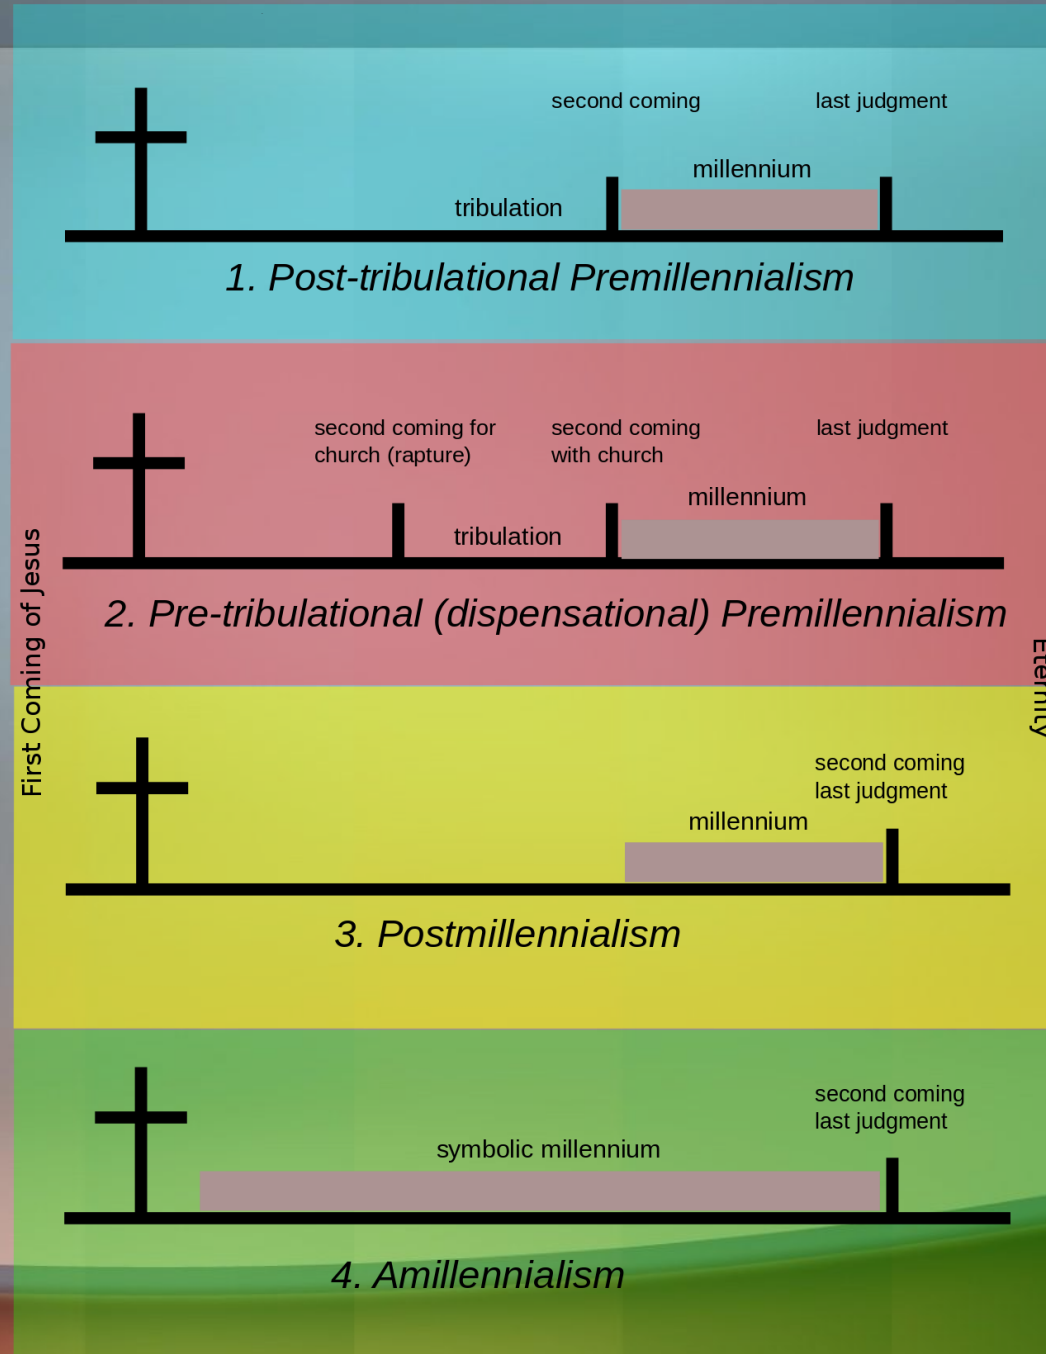 second coming
last judgment
millennium
tribulation
1. Post-tribulational Premillennialism
second coming for
church (rapture)
second coming
with church
last judgment
millennium
tribulation
2. Pre-tribulational (dispensational) Premillennialism
First Coming of Jesus
Eternity
second coming
last judgment
millennium
3. Postmillennialism
second coming
last judgment
symbolic millennium
4. Amillennialism